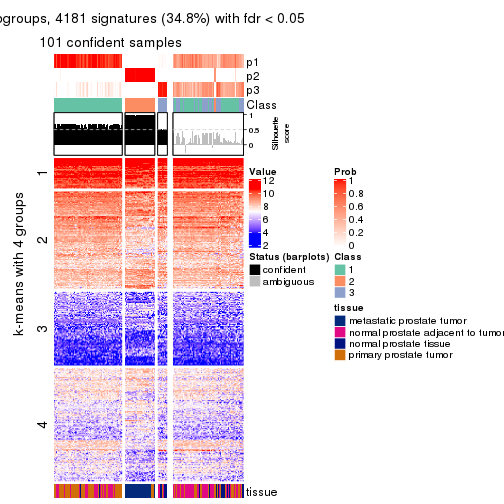 ogroups, 4181 signatures (34.8%) with fdr < 0.05
101 confident samples
p1
p2
p3
Class
1
0.5
0
Silhouette
score
k-means with 4 groups
1
2
3
4
tissue
Value
12
10
8
6
4
2
Prob
1
0.8
0.6
0.4
0.2
0
Status (barplots)
confident
ambiguous
Class
1
2
3
tissue
metastatic prostate tumor
normal prostate adjacent to tumor
normal prostate tissue
primary prostate tumor